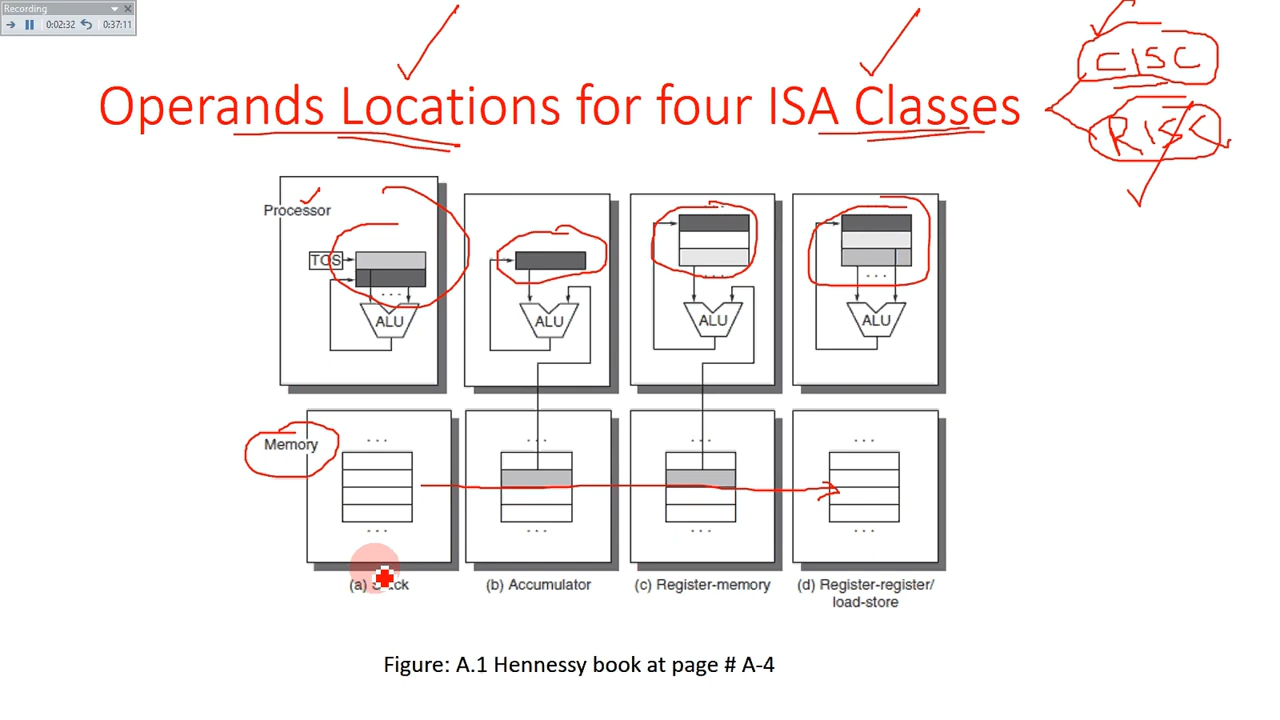 Recording
0:02:32
0:37:11
CISC
Operands Locations for four ISA Classes
RISC
Processor
TOS
ALU
ALU
ALU
ALU
Memory
(a) Stack
(b) Accumulator
(c) Register-memory
(d) Register-register/
load-store
Figure: A.1 Hennessy book at page # A-4